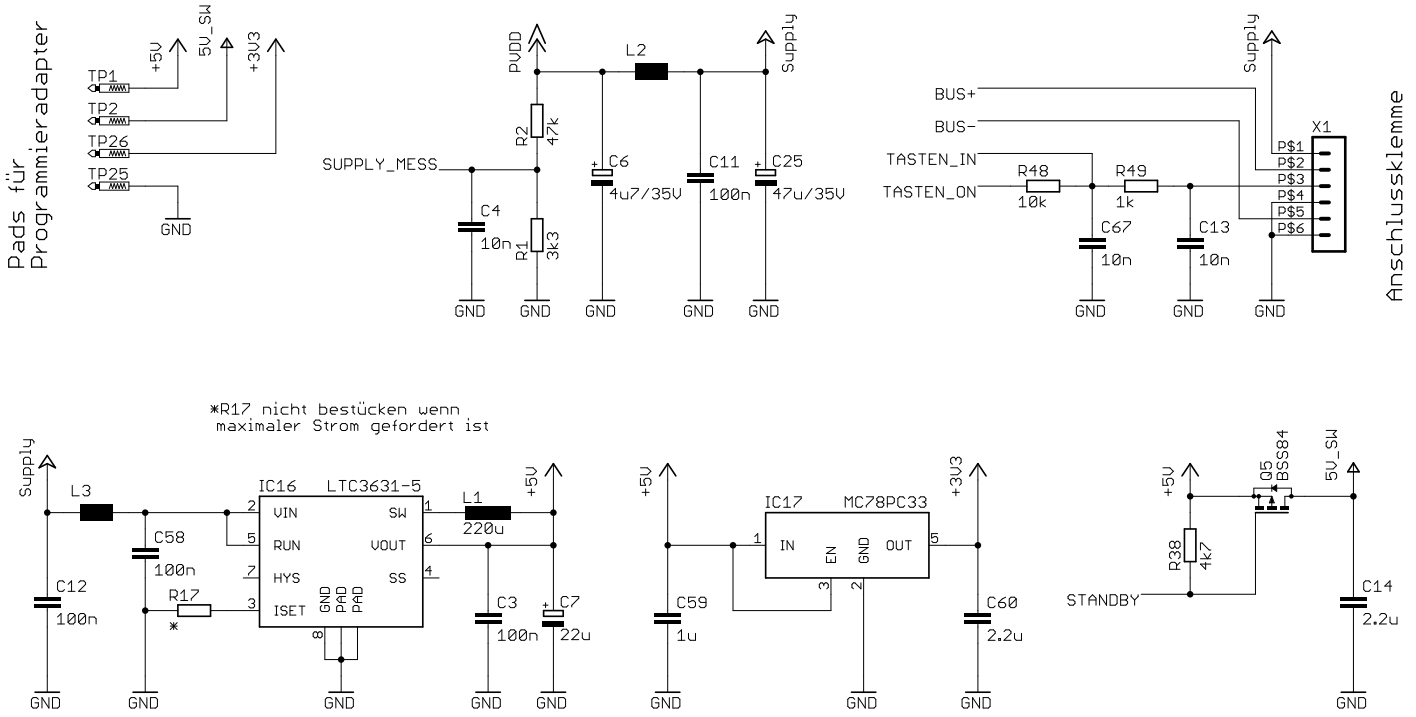 Pads für
Programmieradapter
+5V
5V_SW
+3V3
TP1
TP2
TP26
TP25
GND
PVDD
L2
Supply
R2
47k
SUPPLY_MESS
C4
10n
R1
3k3
C6
+
4u7/35V
C11
100n
C25
+
47u/35V
GND
GND
GND
GND
GND
Supply
BUS+
BUS-
TASTEN_IN
TASTEN_ON
R48
10k
R49
1k
C67
10n
C13
10n
X1
P$1
P$2
P$3
P$4
P$5
P$6
GND
GND
GND
Anschlussklemme
*R17 nicht bestücken wenn
maximaler Strom gefordert ist
Supply
L3
C12
100n
C58
100n
R17
*
IC16
LTC3631-5
2
VIN
5
RUN
7
HYS
3
ISET
SW
1
VOUT
6
SS
4
GND
PAD
PAD
8
L1
220u
+5V
C3
100n
C7
+
22u
GND
GND
GND
GND
GND
+5V
IC17
MC78PC33
1
IN
EN
GND
OUT
5
3
2
+3V3
C59
1u
C60
2.2u
GND
GND
GND
+5V
Q5
BSS84
5V_SW
R38
4k7
STANDBY
C14
2.2u
GND